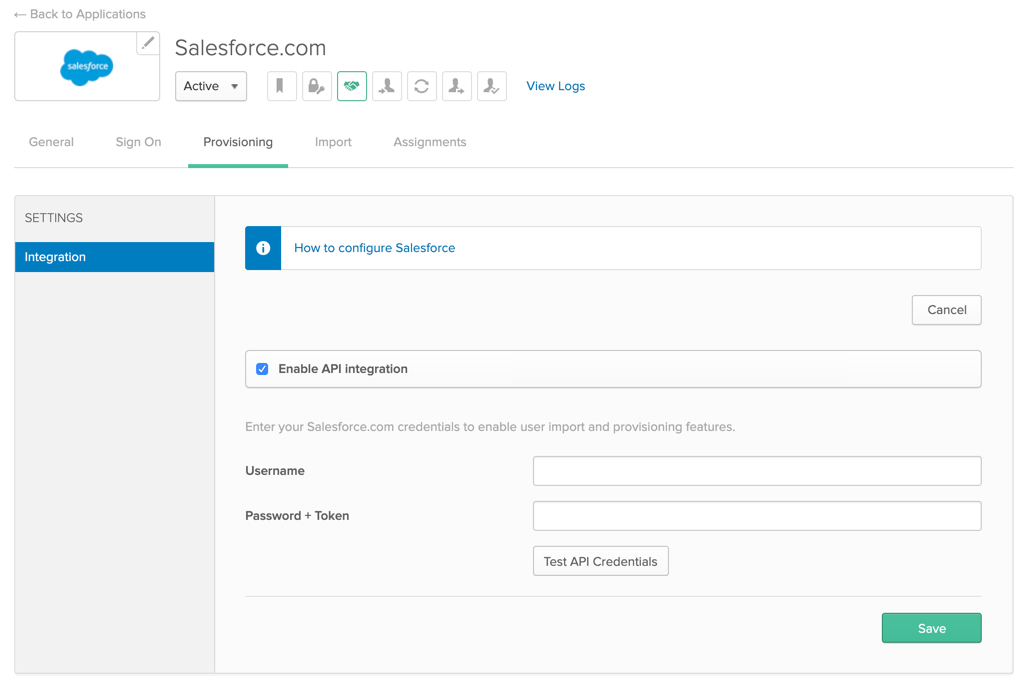 ← Back to Applications
salesforce
Salesforce.com
Active
View Logs
General
Sign On
Provisioning
Import
Assignments
SETTINGS
Integration
How to configure Salesforce
Cancel
Enable API integration
Enter your Salesforce.com credentials to enable user import and provisioning features.
Username
Password + Token
Test API Credentials
Save